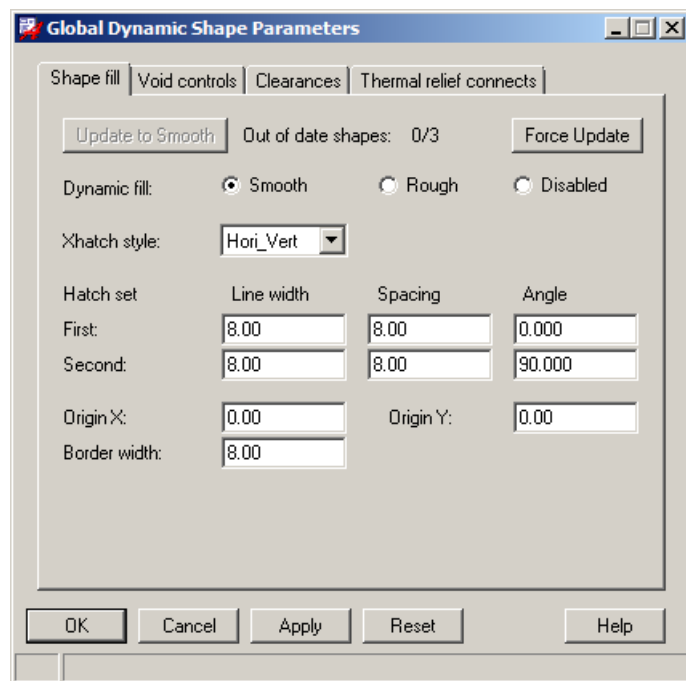 Global Dynamic Shape Parameters
Shape fill Void controls Clearances Thermal relief connects
Update to Smooth Out of date shapes: 0/3 Force Update
Dynamic fill: Smooth Rough Disabled
Xhatch style: Hori_Vert
Hatch set Line width Spacing Angle
First: 8.00 8.00 0.000
Second: 8.00 8.00 90.000
Origin X: 0.00 Origin Y: 0.00
Border width: 8.00
OK Cancel Apply Reset Help